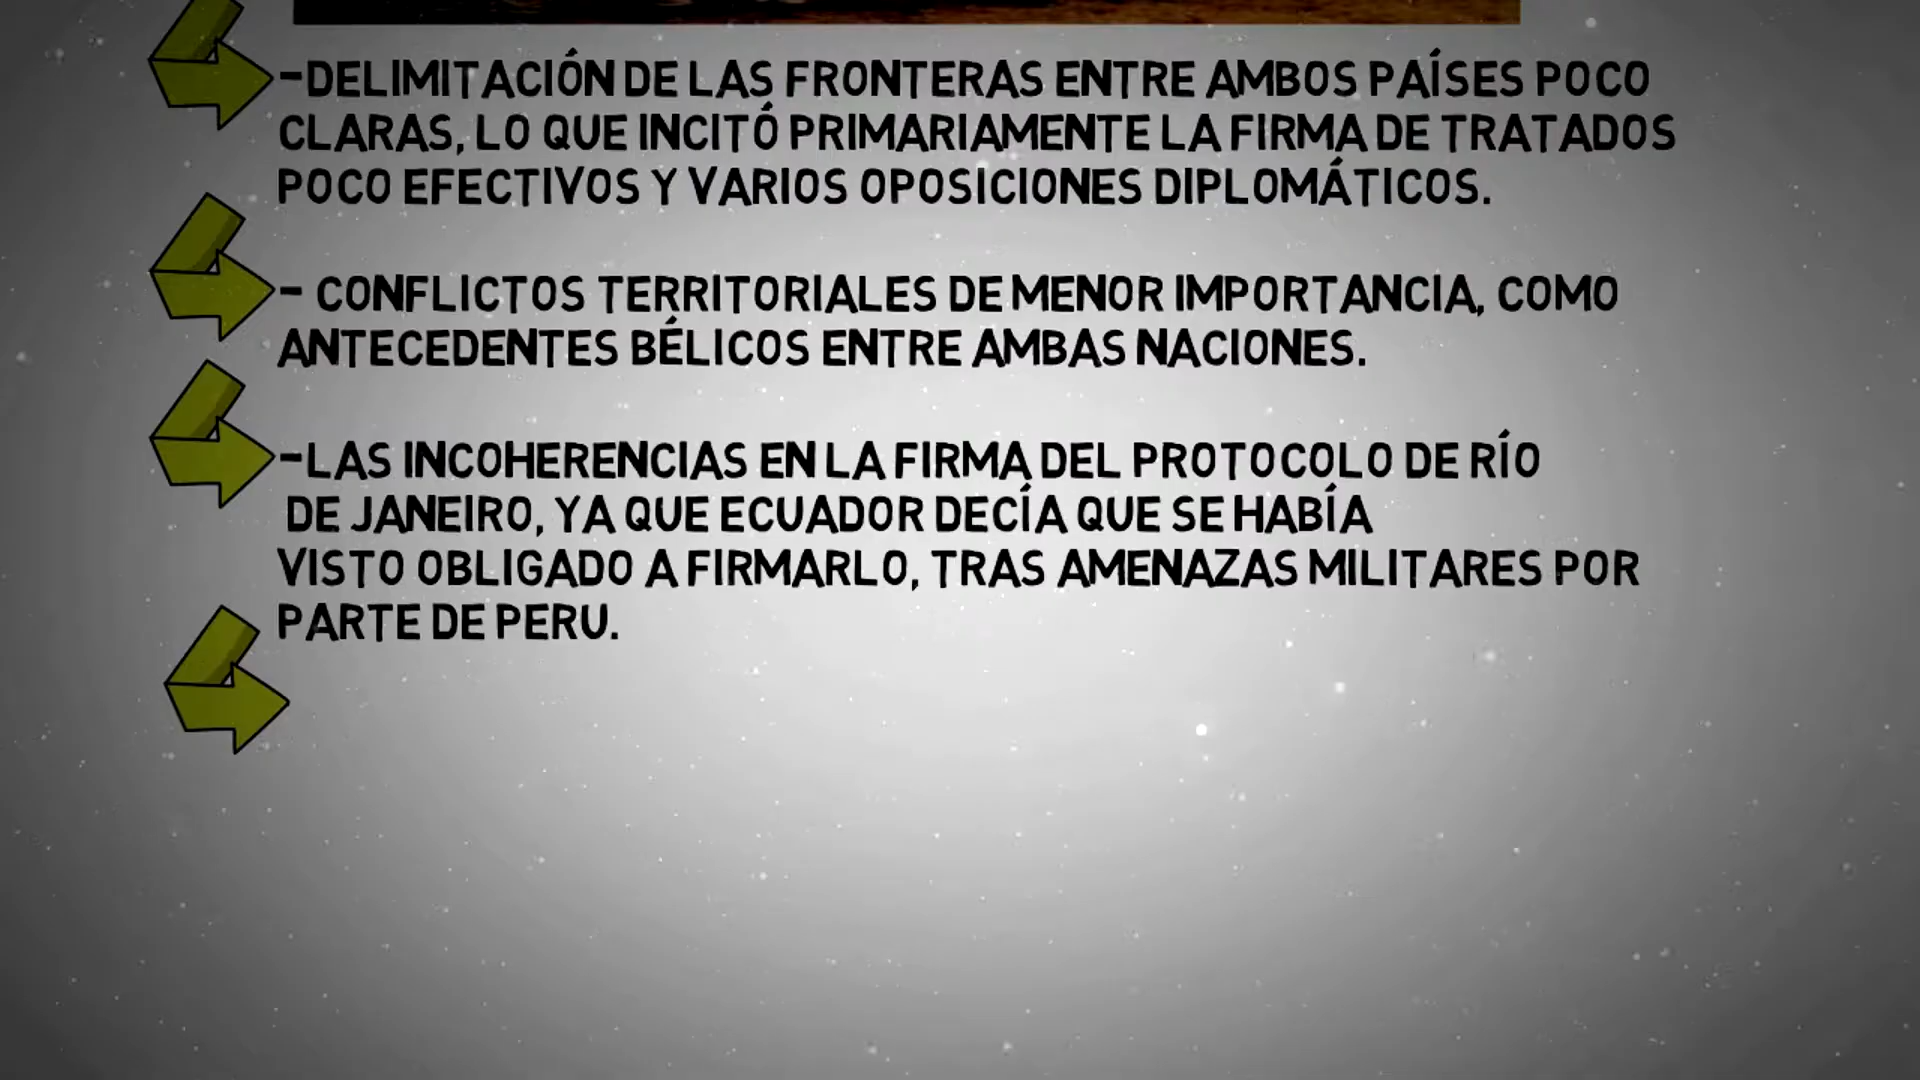 -DELIMITACIÓN DE LAS FRONTERAS ENTRE AMBOS PAÍSES POCO
CLARAS, LO QUE INCITÓ PRIMARIAMENTE LA FIRMA DE TRATADOS
POCO EFECTIVOS Y VARIOS OPOSICIONES DIPLOMÁTICOS.
- CONFLICTOS TERRITORIALES DE MENOR IMPORTANCIA, COMO
ANTECEDENTES BÉLICOS ENTRE AMBAS NACIONES.
-LAS INCOHERENCIAS EN LA FIRMA DEL PROTOCOLO DE RÍO
DE JANEIRO, YA QUE ECUADOR DECÍA QUE SE HABÍA
VISTO OBLIGADO A FIRMARLO, TRAS AMENAZAS MILITARES POR
PARTE DE PERU.